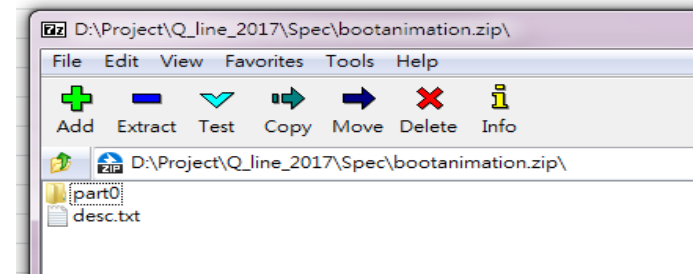 7z D:\Project\Q_line_2017\Spec\bootanimation.zip\
File Edit View Favorites Tools Help
Add Extract Test Copy Move Delete Info
ZIP D:\Project\Q_line_2017\Spec\bootanimation.zip\
part0
desc.txt